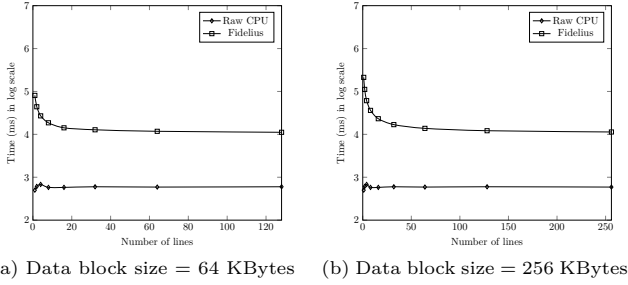 7
6
5
4
3
2
Time (ms) in log scale
Raw CPU
Fidelius
0 20 40 60 80 100 120
Number of lines
a) Data block size = 64 KBytes
7
6
5
4
3
2
Time (ms) in log scale
Raw CPU
Fidelius
0 50 100 150 200 250
Number of lines
(b) Data block size = 256 KBytes